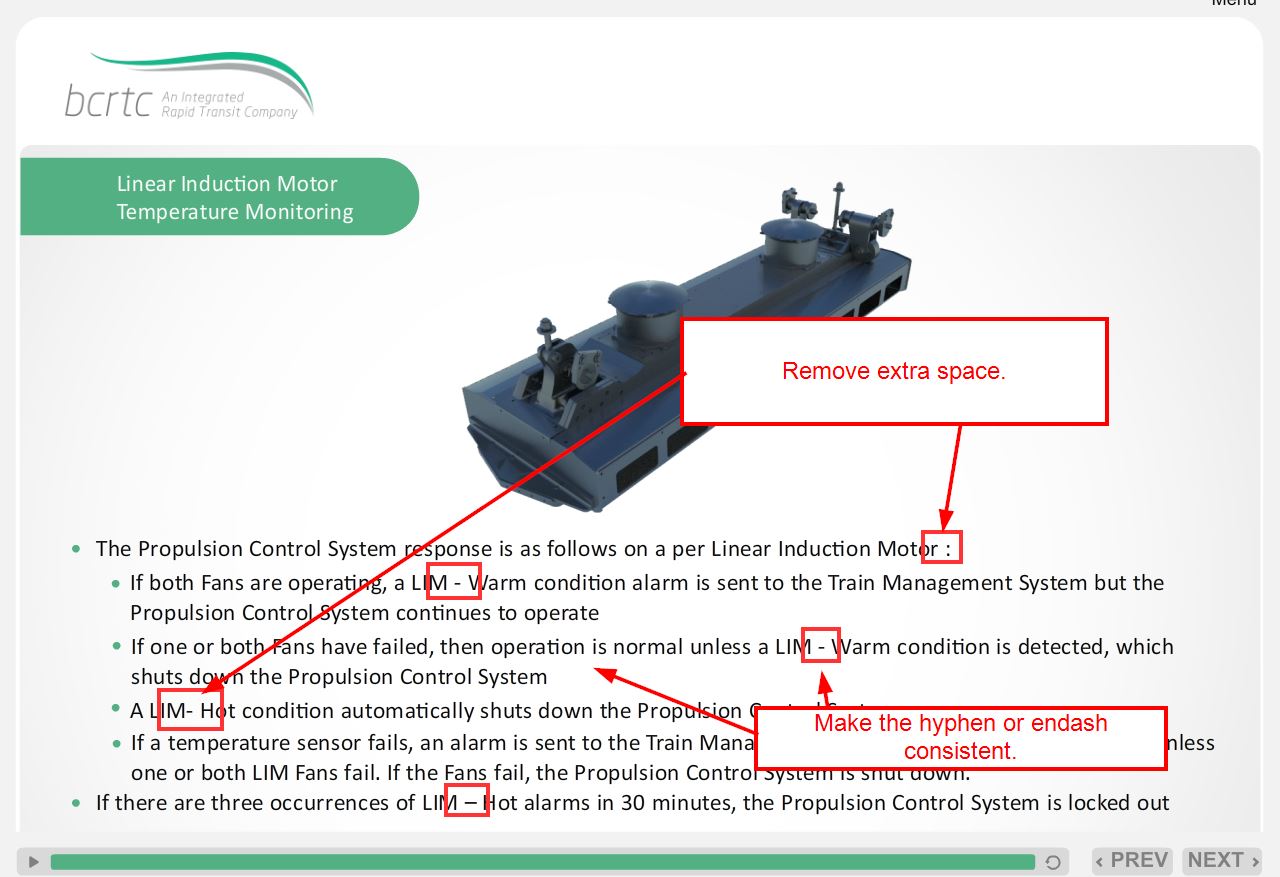 Menu
bcrtc An Integrated
Rapid Transit Company
Linear Induction Motor
Temperature Monitoring
Remove extra space.
The Propulsion Control System response is as follows on a per Linear Induction Motor :
If both Fans are operating, a LIM - Warm condition alarm is sent to the Train Management System but the
Propulsion Control System continues to operate
If one or both Fans have failed, then operation is normal unless a LIM - Warm condition is detected, which
shuts down the Propulsion Control System
A LIM- Hot condition automatically shuts down the Propulsion
Make the hyphen or endash
consistent.
If a temperature sensor fails, an alarm is sent to the Train
one or both LIM Fans fail. If the Fans fail, the Propulsion Control System is shut down.
If there are three occurrences of LIM – Hot alarms in 30 minutes, the Propulsion Control System is locked out
PREV NEXT